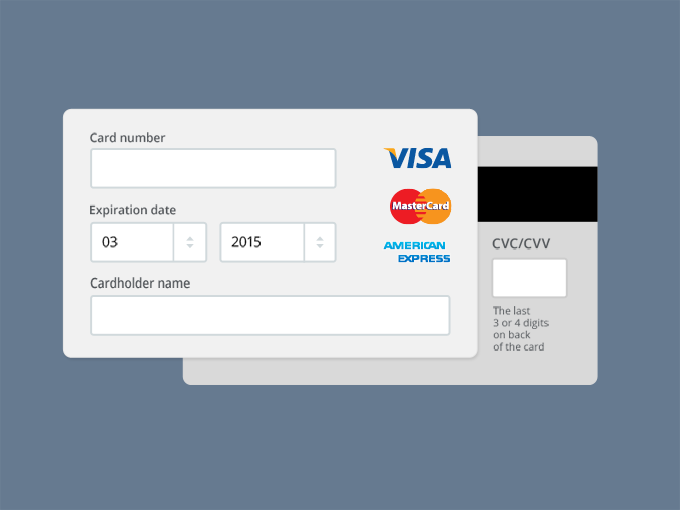 Card number
VISA
MasterCard
Expiration date
03
2015
AMERICAN
EXPRESS
Cardholder name
CVC/CVV
The last
3 or 4 digits
on back
of the card